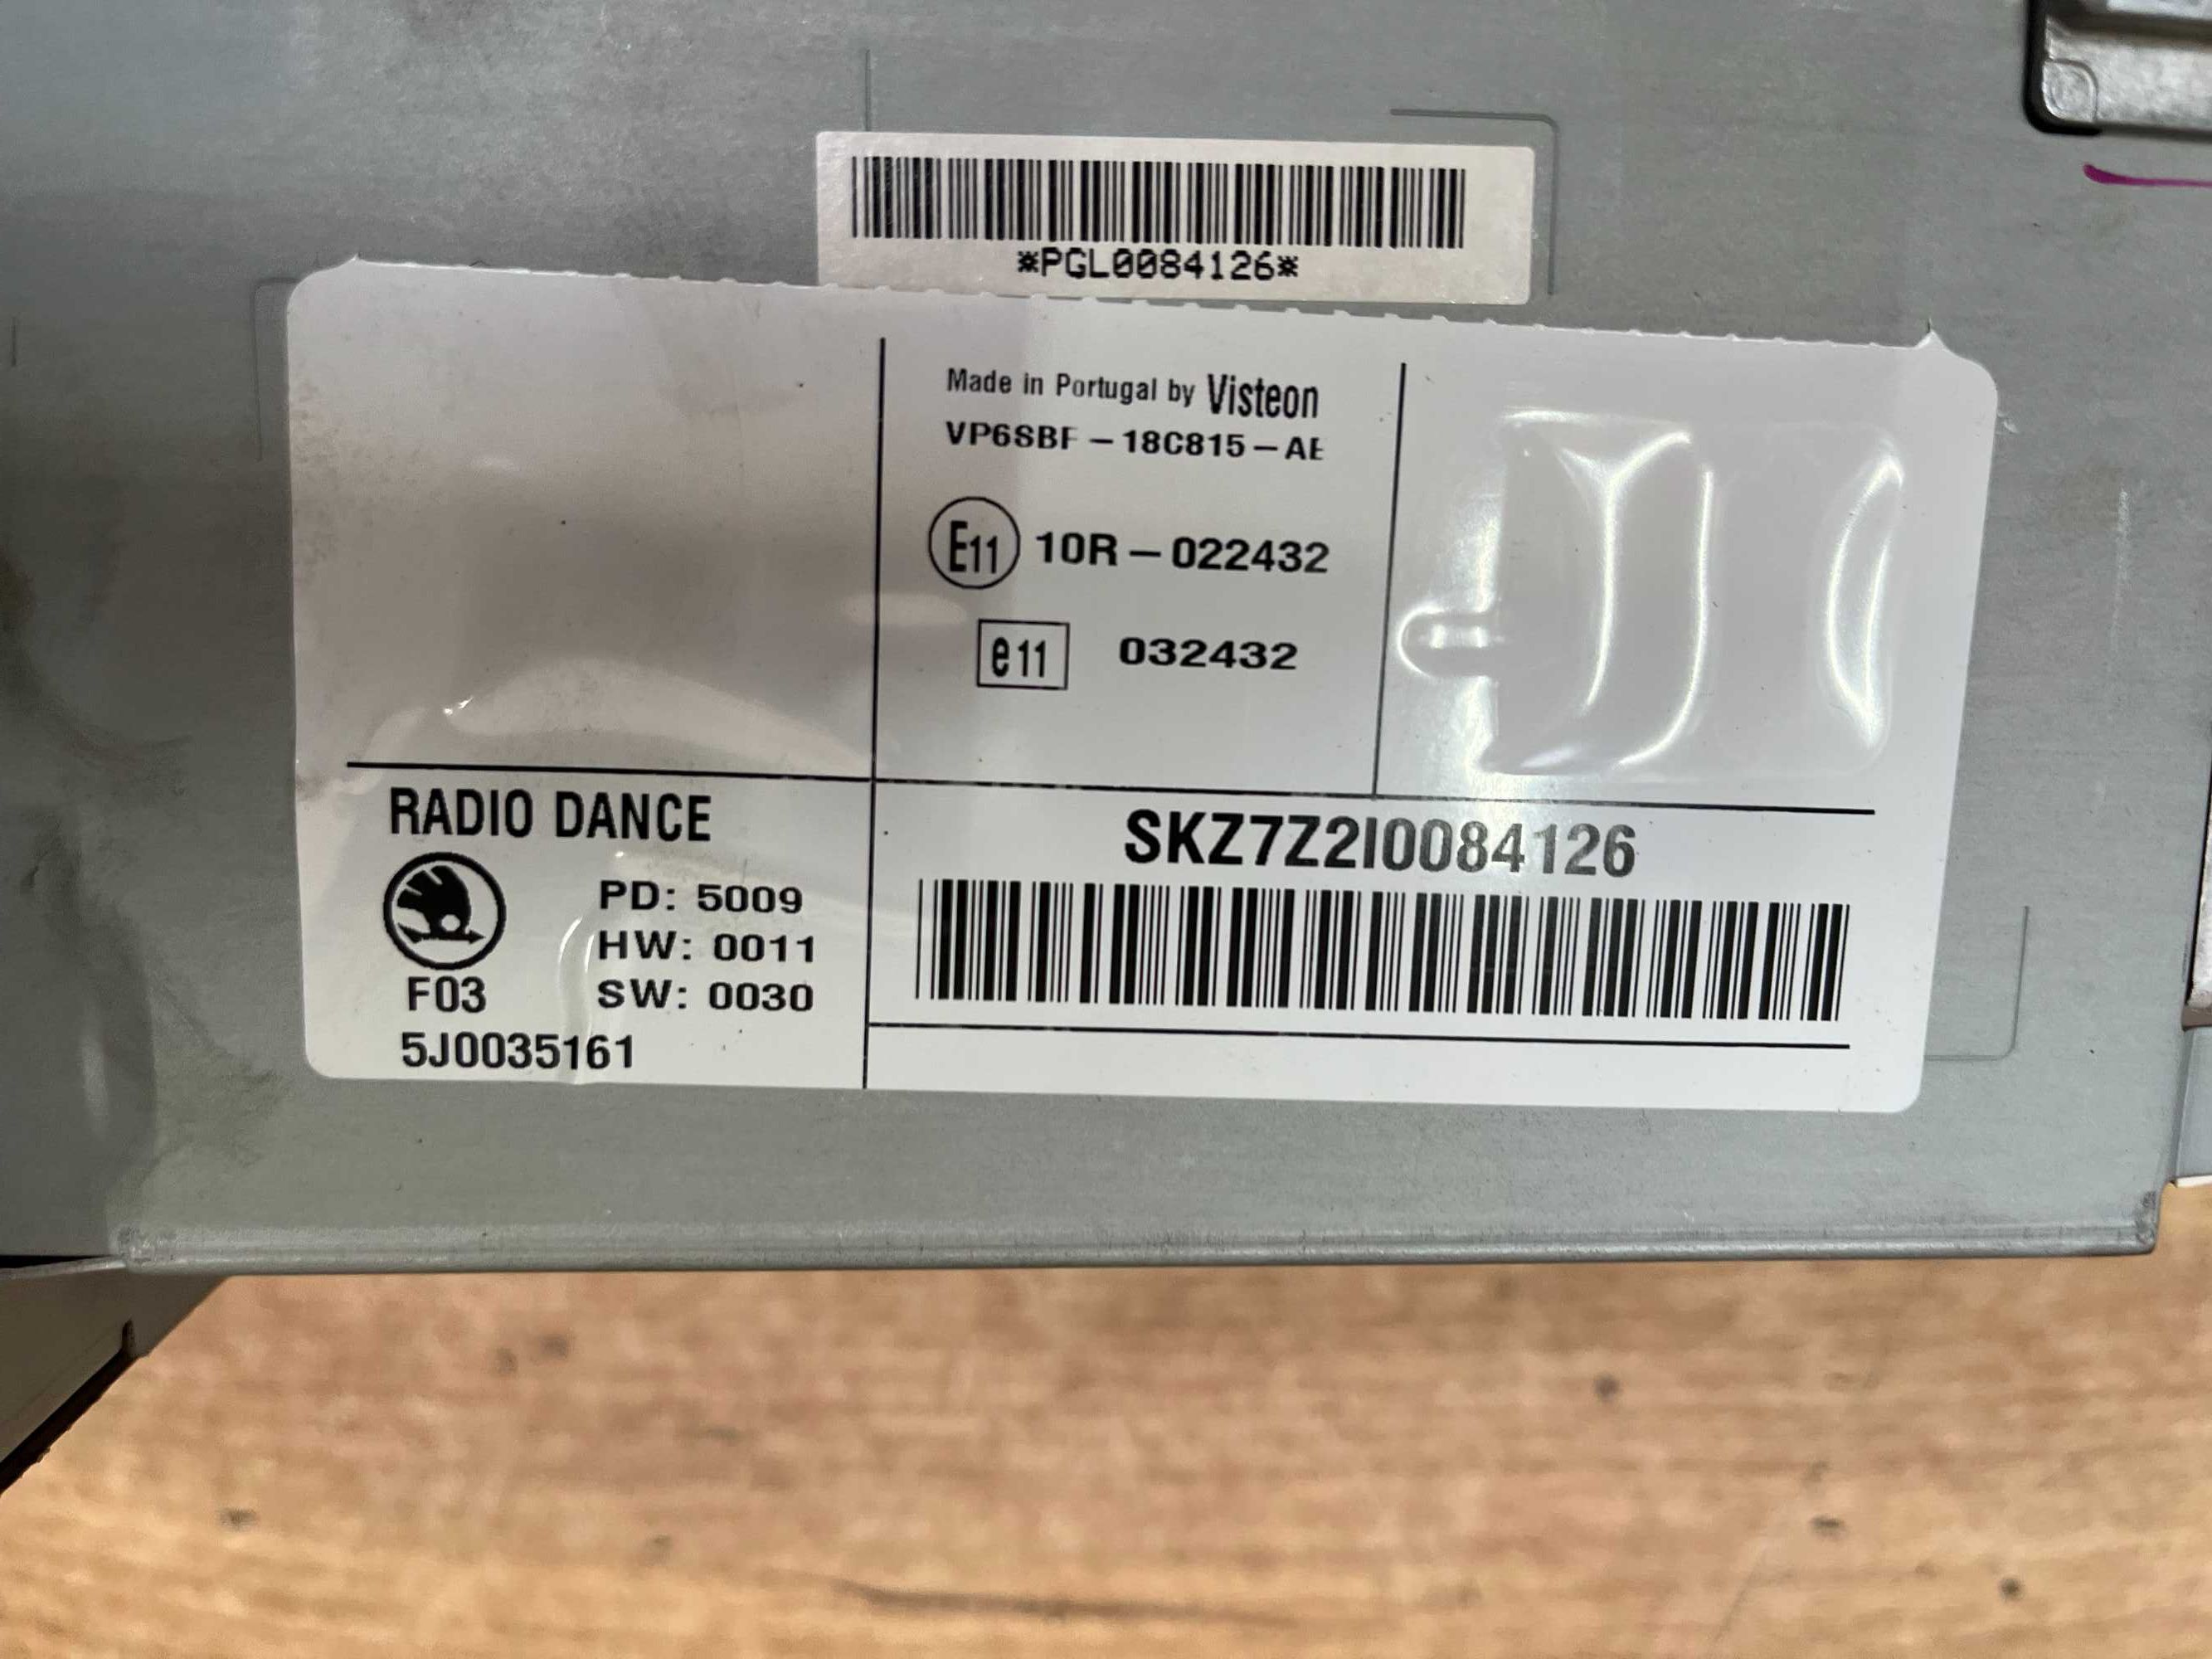 *PGL0084126*
Made in Portugal by Visteon
VP6SBF – 18C815 – AE
E11 10R – 022432
e11 032432
RADIO DANCE
PD: 5009
HW: 0011
F03 SW: 0030
5J0035161
SKZ7Z2I0084126